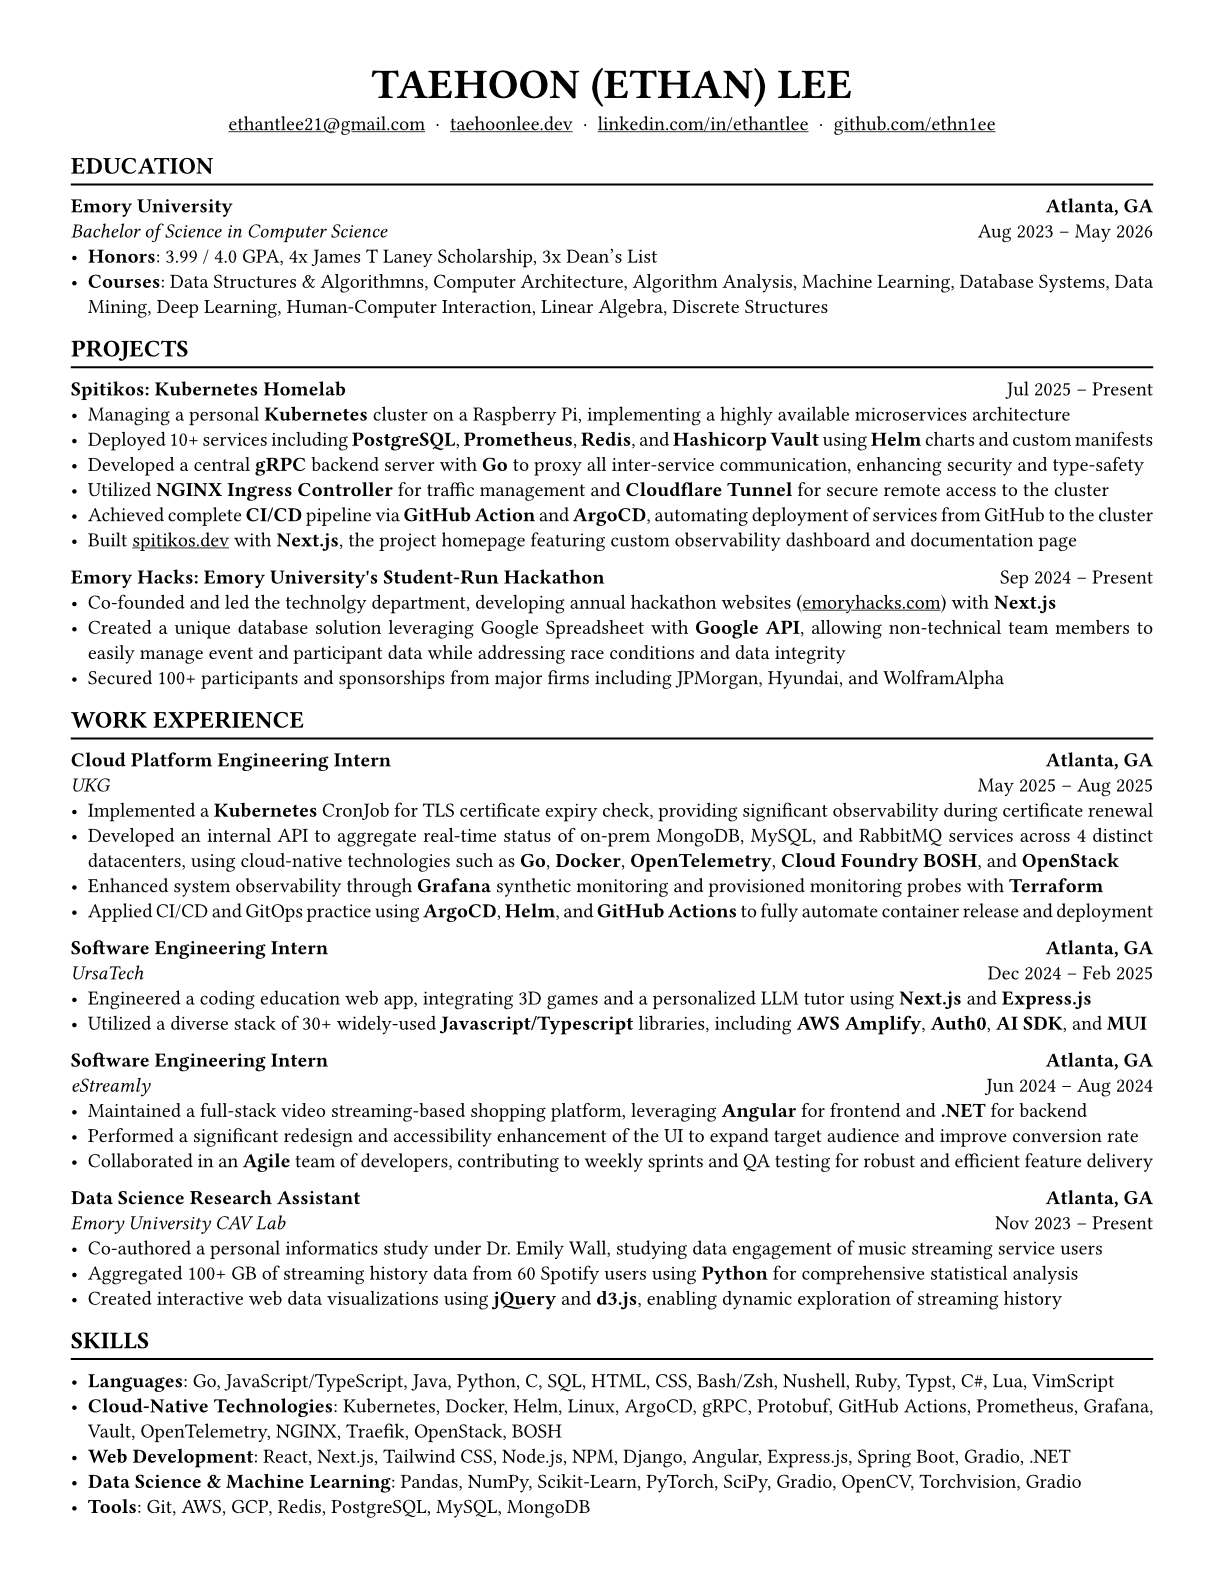 TAEHOON (ETHAN) LEE
ethantlee21@gmail.com · taehoonlee.dev · linkedin.com/in/ethantlee · github.com/ethn1ee
EDUCATION
Emory University Atlanta, GA
Bachelor of Science in Computer Science Aug 2023 – May 2026
• Honors: 3.99 / 4.0 GPA, 4x James T Laney Scholarship, 3x Dean's List
• Courses: Data Structures & Algorithmns, Computer Architecture, Algorithm Analysis, Machine Learning, Database Systems, Data
Mining, Deep Learning, Human-Computer Interaction, Linear Algebra, Discrete Structures
PROJECTS
Spitikos: Kubernetes Homelab Jul 2025 – Present
• Managing a personal Kubernetes cluster on a Raspberry Pi, implementing a highly available microservices architecture
• Deployed 10+ services including PostgreSQL, Prometheus, Redis, and Hashicorp Vault using Helm charts and custom manifests
• Developed a central gRPC backend server with Go to proxy all inter-service communication, enhancing security and type-safety
• Utilized NGINX Ingress Controller for traffic management and Cloudflare Tunnel for secure remote access to the cluster
• Achieved complete CI/CD pipeline via GitHub Action and ArgoCD, automating deployment of services from GitHub to the cluster
• Built spitikos.dev with Next.js, the project homepage featuring custom observability dashboard and documentation page
Emory Hacks: Emory University's Student-Run Hackathon Sep 2024 – Present
• Co-founded and led the technolgy department, developing annual hackathon websites (emoryhacks.com) with Next.js
• Created a unique database solution leveraging Google Spreadsheet with Google API, allowing non-technical team members to
easily manage event and participant data while addressing race conditions and data integrity
• Secured 100+ participants and sponsorships from major firms including JPMorgan, Hyundai, and WolframAlpha
WORK EXPERIENCE
Cloud Platform Engineering Intern Atlanta, GA
UKG May 2025 – Aug 2025
• Implemented a Kubernetes CronJob for TLS certificate expiry check, providing significant observability during certificate renewal
• Developed an internal API to aggregate real-time status of on-prem MongoDB, MySQL, and RabbitMQ services across 4 distinct
datacenters, using cloud-native technologies such as Go, Docker, OpenTelemetry, Cloud Foundry BOSH, and OpenStack
• Enhanced system observability through Grafana synthetic monitoring and provisioned monitoring probes with Terraform
• Applied CI/CD and GitOps practice using ArgoCD, Helm, and GitHub Actions to fully automate container release and deployment
Software Engineering Intern Atlanta, GA
UrsaTech Dec 2024 – Feb 2025
• Engineered a coding education web app, integrating 3D games and a personalized LLM tutor using Next.js and Express.js
• Utilized a diverse stack of 30+ widely-used Javascript/Typescript libraries, including AWS Amplify, Auth0, AI SDK, and MUI
Software Engineering Intern Atlanta, GA
eStreamly Jun 2024 – Aug 2024
• Maintained a full-stack video streaming-based shopping platform, leveraging Angular for frontend and .NET for backend
• Performed a significant redesign and accessibility enhancement of the UI to expand target audience and improve conversion rate
• Collaborated in an Agile team of developers, contributing to weekly sprints and QA testing for robust and efficient feature delivery
Data Science Research Assistant Atlanta, GA
Emory University CAV Lab Nov 2023 – Present
• Co-authored a personal informatics study under Dr. Emily Wall, studying data engagement of music streaming service users
• Aggregated 100+ GB of streaming history data from 60 Spotify users using Python for comprehensive statistical analysis
• Created interactive web data visualizations using jQuery and d3.js, enabling dynamic exploration of streaming history
SKILLS
• Languages: Go, JavaScript/TypeScript, Java, Python, C, SQL, HTML, CSS, Bash/Zsh, Nushell, Ruby, Typst, C#, Lua, VimScript
• Cloud-Native Technologies: Kubernetes, Docker, Helm, Linux, ArgoCD, gRPC, Protobuf, GitHub Actions, Prometheus, Grafana,
Vault, OpenTelemetry, NGINX, Traefik, OpenStack, BOSH
• Web Development: React, Next.js, Tailwind CSS, Node.js, NPM, Django, Angular, Express.js, Spring Boot, Gradio, .NET
• Data Science & Machine Learning: Pandas, NumPy, Scikit-Learn, PyTorch, SciPy, Gradio, OpenCV, Torchvision, Gradio
• Tools: Git, AWS, GCP, Redis, PostgreSQL, MySQL, MongoDB